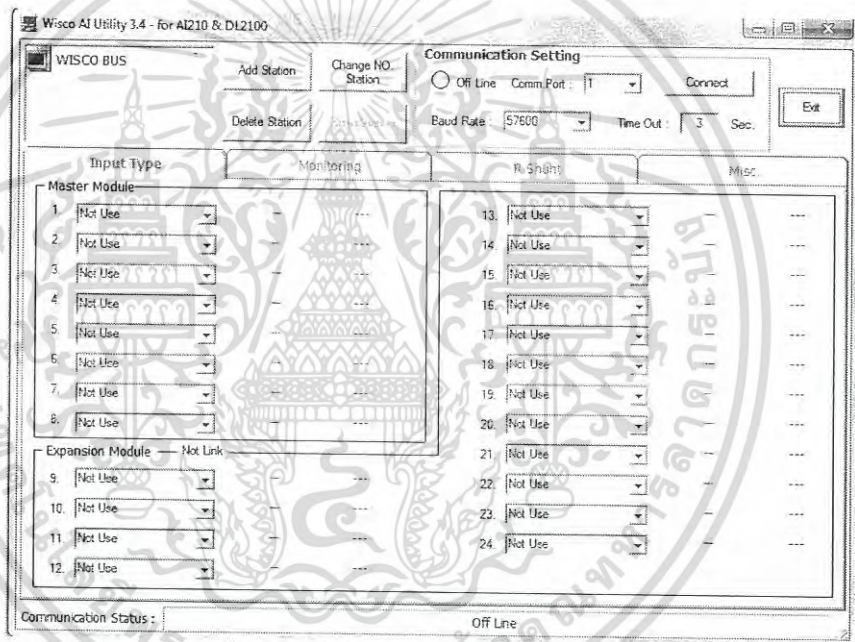 Wisco AI Utility 3.4 - for AI210 & DL2100
WISCO BUS
Add Station
Change NO. Station
Delete Station
Communication Setting
Off Line Comm.Port : 1 Connect
Baud Rate : 57600 Time Out : 3 Sec.
Exit
Input Type Monitoring R Shunt Misc.
Master Module
1. Not Use --- 
2. Not Use ---
3. Not Use ---
4. Not Use ---
5. Not Use ---
6. Not Use ---
7. Not Use ---
8. Not Use ---
Expansion Module Not Link
9. Not Use ---
10. Not Use ---
11. Not Use ---
12. Not Use ---
13. Not Use ---
14. Not Use ---
15. Not Use ---
16. Not Use ---
17. Not Use ---
18. Not Use ---
19. Not Use ---
20. Not Use ---
21. Not Use ---
22. Not Use ---
23. Not Use ---
24. Not Use ---
Communication Status : Off Line